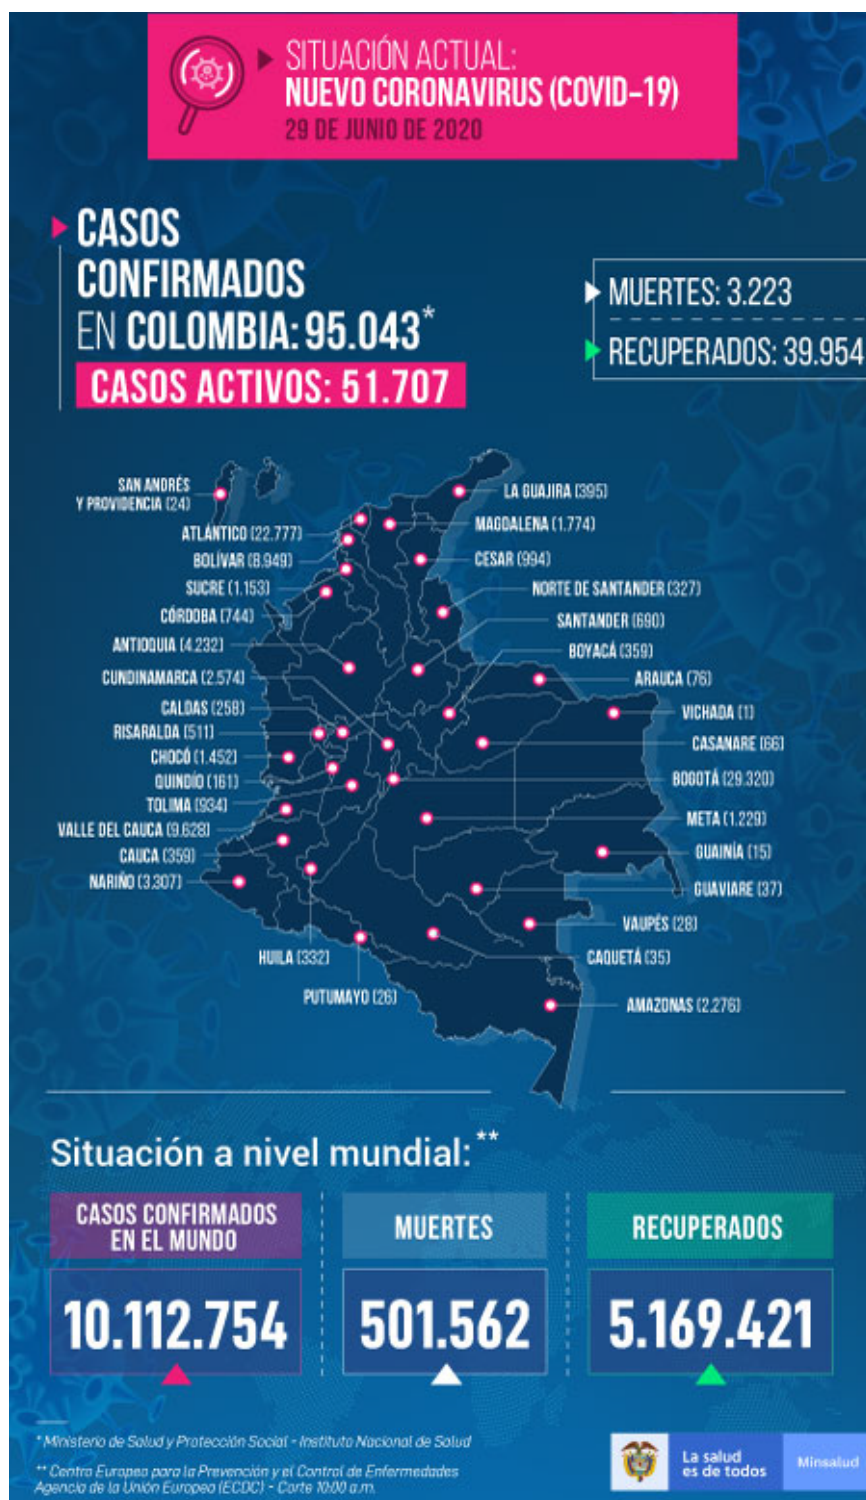 SITUACIÓN ACTUAL:
NUEVO CORONAVIRUS (COVID-19)
29 DE JUNIO DE 2020
CASOS
CONFIRMADOS
EN COLOMBIA: 95.043*
CASOS ACTIVOS: 51.707
MUERTES: 3.223
RECUPERADOS: 39.954
SAN ANDRÉS
Y PROVIDENCIA (24)
ATLÁNTICO (22.777)
BOLÍVAR (8.949)
SUCRE (1.153)
CÓRDOBA (744)
ANTIOQUIA (4.232)
CUNDINAMARCA (2.574)
CALDAS (258)
RISARALDA (511)
CHOCÓ (1.452)
QUINDÍO (161)
TOLIMA (934)
VALLE DEL CAUCA (9.628)
CAUCA (359)
NARIÑO (3.307)
HUILA (332)
PUTUMAYO (26)
LA GUAJIRA (395)
MAGDALENA (1.774)
CESAR (994)
NORTE DE SANTANDER (327)
SANTANDER (690)
BOYACÁ (359)
ARAUCA (76)
VICHADA (1)
CASANARE (66)
BOGOTÁ (29.320)
META (1.229)
GUAINÍA (15)
GUAVIARE (37)
VAUPÉS (28)
CAQUETÁ (35)
AMAZONAS (2.276)
Situación a nivel mundial:**
CASOS CONFIRMADOS
EN EL MUNDO
10.112.754
MUERTES
501.562
RECUPERADOS
5.169.421
* Ministerio de Salud y Protección Social - Instituto Nacional de Salud
** Centro Europeo para la Prevención y el Control de Enfermedades
Agencia de la Unión Europea (ECDC) - Corte 10:00 a.m.
La salud
es de todos
Minsalud